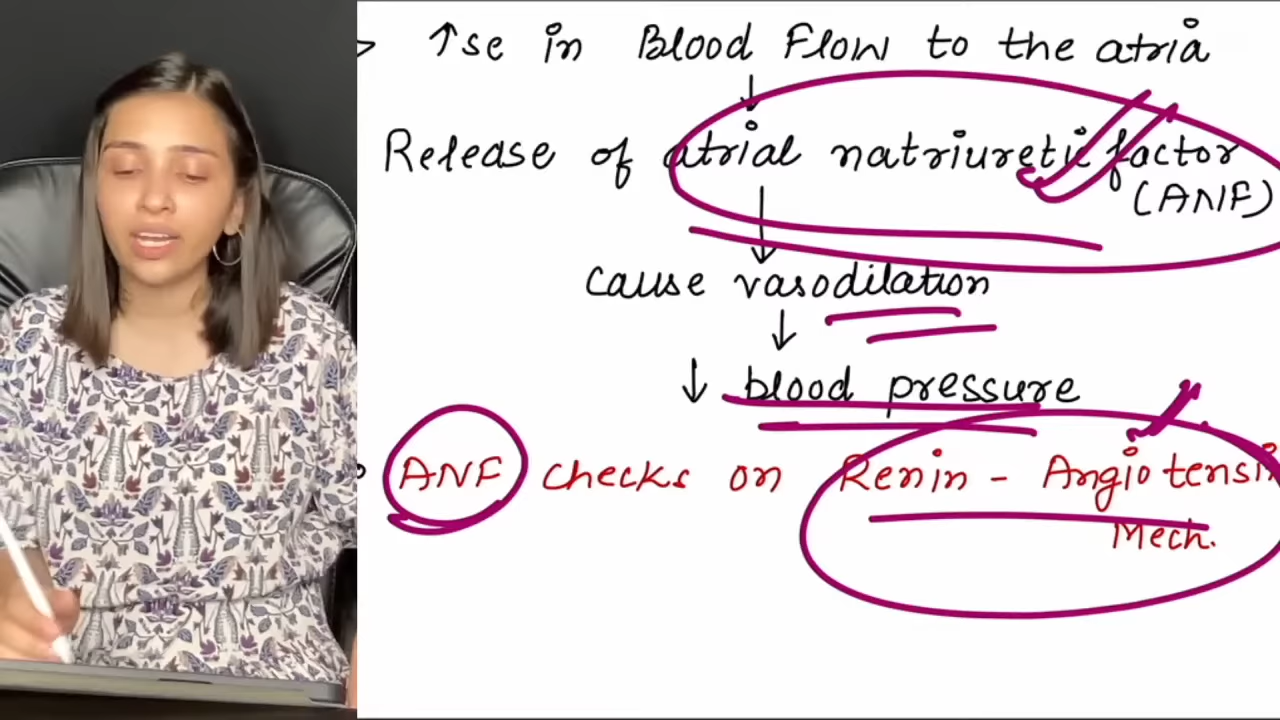 ↑se in Blood Flow to the atria
↓
Release of atrial natriuretic factor
(ANF)
↓
cause vasodilation
↓
↓ blood pressure
ANF checks on Renin - Angiotensin
Mech.